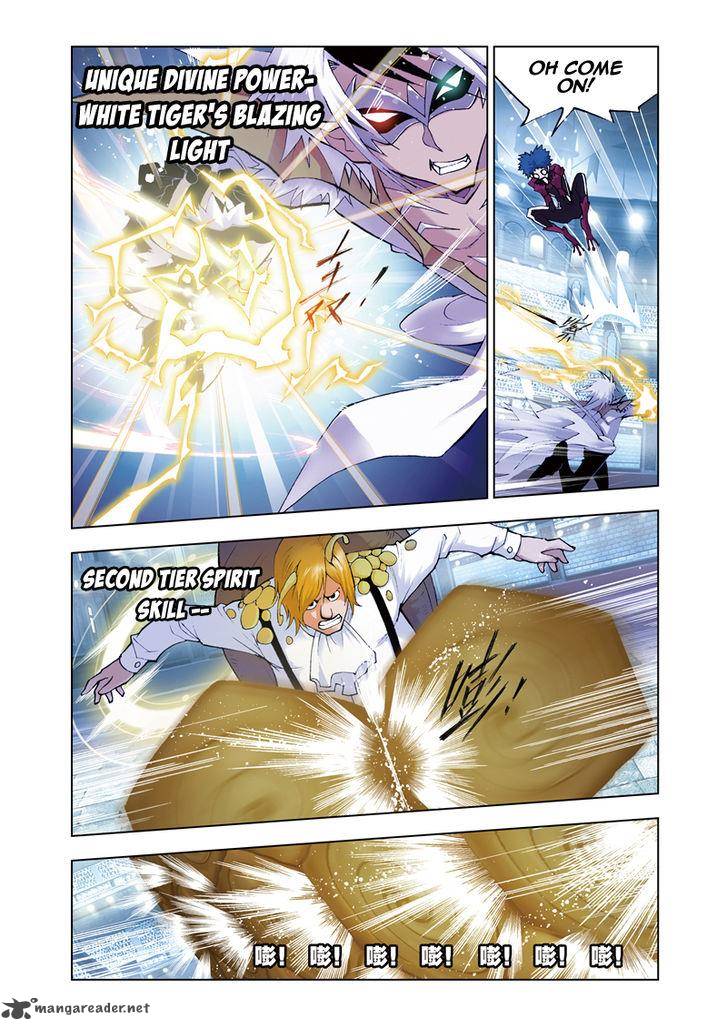 UNIQUE DIVINE POWER-
WHITE TIGER'S BLAZING
LIGHT
OH COME
ON!
SECOND TIER SPIRIT
SKILL --
嘭!
嘭! 嘭! 嘭! 嘭! 嘭! 嘭! 嘭!
mangareader.net